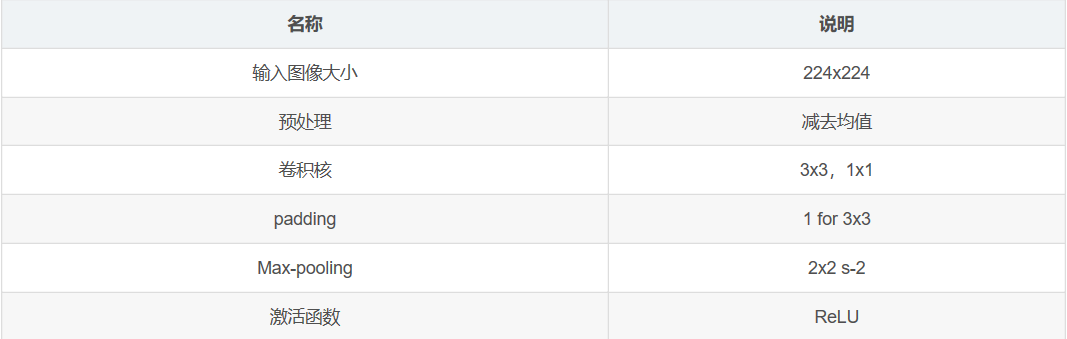 名称 说明
输入图像大小 224x224
预处理 减去均值
卷积核 3x3，1x1
padding 1 for 3x3
Max-pooling 2x2 s-2
激活函数 ReLU